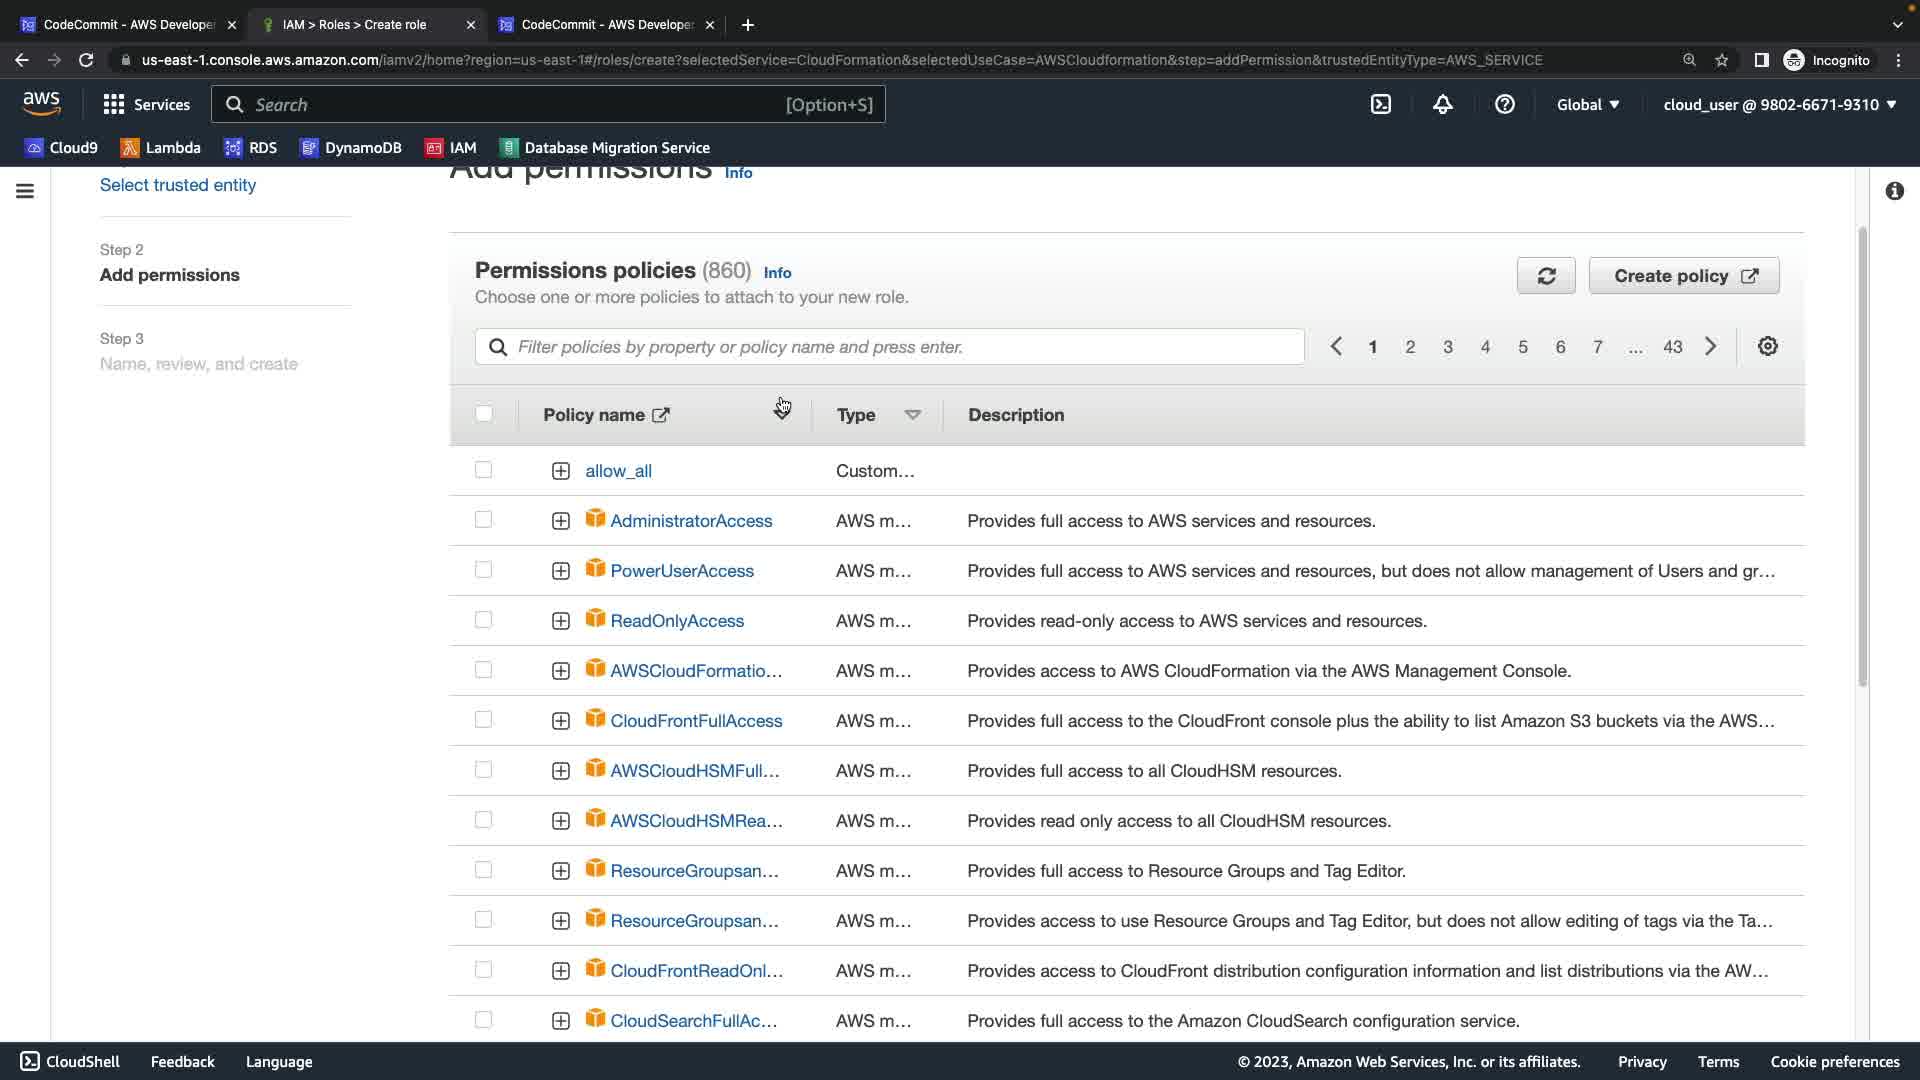 CodeCommit - AWS Develope
IAM > Roles > Create role
CodeCommit - AWS Develope
us-east-1.console.aws.amazon.com/iamv2/home?region=us-east-1#/roles/create?selectedService=CloudFormation&selectedUseCase=AWSCloudformation&step=addPermission&trustedEntityType=AWS_SERVICE
Incognito
aws
Services
Search
[Option+S]
Global
cloud_user @ 9802-6671-9310
Cloud9
Lambda
RDS
DynamoDB
IAM
Database Migration Service
Select trusted entity
Step 2
Add permissions
Step 3
Name, review, and create
Add permissions Info
Permissions policies (860) Info
Choose one or more policies to attach to your new role.
Create policy
Filter policies by property or policy name and press enter.
1 2 3 4 5 6 7 ... 43
Policy name Type Description
allow_all Custom...
AdministratorAccess AWS m... Provides full access to AWS services and resources.
PowerUserAccess AWS m... Provides full access to AWS services and resources, but does not allow management of Users and gr...
ReadOnlyAccess AWS m... Provides read-only access to AWS services and resources.
AWSCloudFormatio... AWS m... Provides access to AWS CloudFormation via the AWS Management Console.
CloudFrontFullAccess AWS m... Provides full access to the CloudFront console plus the ability to list Amazon S3 buckets via the AWS...
AWSCloudHSMFull... AWS m... Provides full access to all CloudHSM resources.
AWSCloudHSMRea... AWS m... Provides read only access to all CloudHSM resources.
ResourceGroupsan... AWS m... Provides full access to Resource Groups and Tag Editor.
ResourceGroupsan... AWS m... Provides access to use Resource Groups and Tag Editor, but does not allow editing of tags via the Ta...
CloudFrontReadOnl... AWS m... Provides access to CloudFront distribution configuration information and list distributions via the AW...
CloudSearchFullAc... AWS m... Provides full access to the Amazon CloudSearch configuration service.
CloudShell
Feedback
Language
© 2023, Amazon Web Services, Inc. or its affiliates.
Privacy
Terms
Cookie preferences